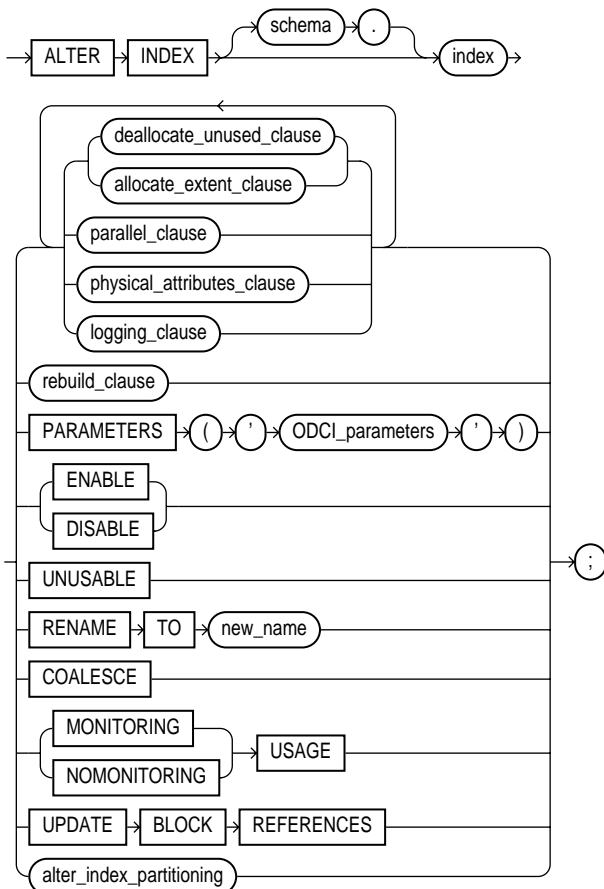 schema .
ALTER INDEX index
deallocate_unused_clause
allocate_extent_clause
parallel_clause
physical_attributes_clause
logging_clause
rebuild_clause
PARAMETERS ( ' ODCI_parameters ' )
ENABLE
DISABLE
;
UNUSABLE
RENAME TO new_name
COALESCE
MONITORING
USAGE
NOMONITORING
UPDATE BLOCK REFERENCES
alter_index_partitioning